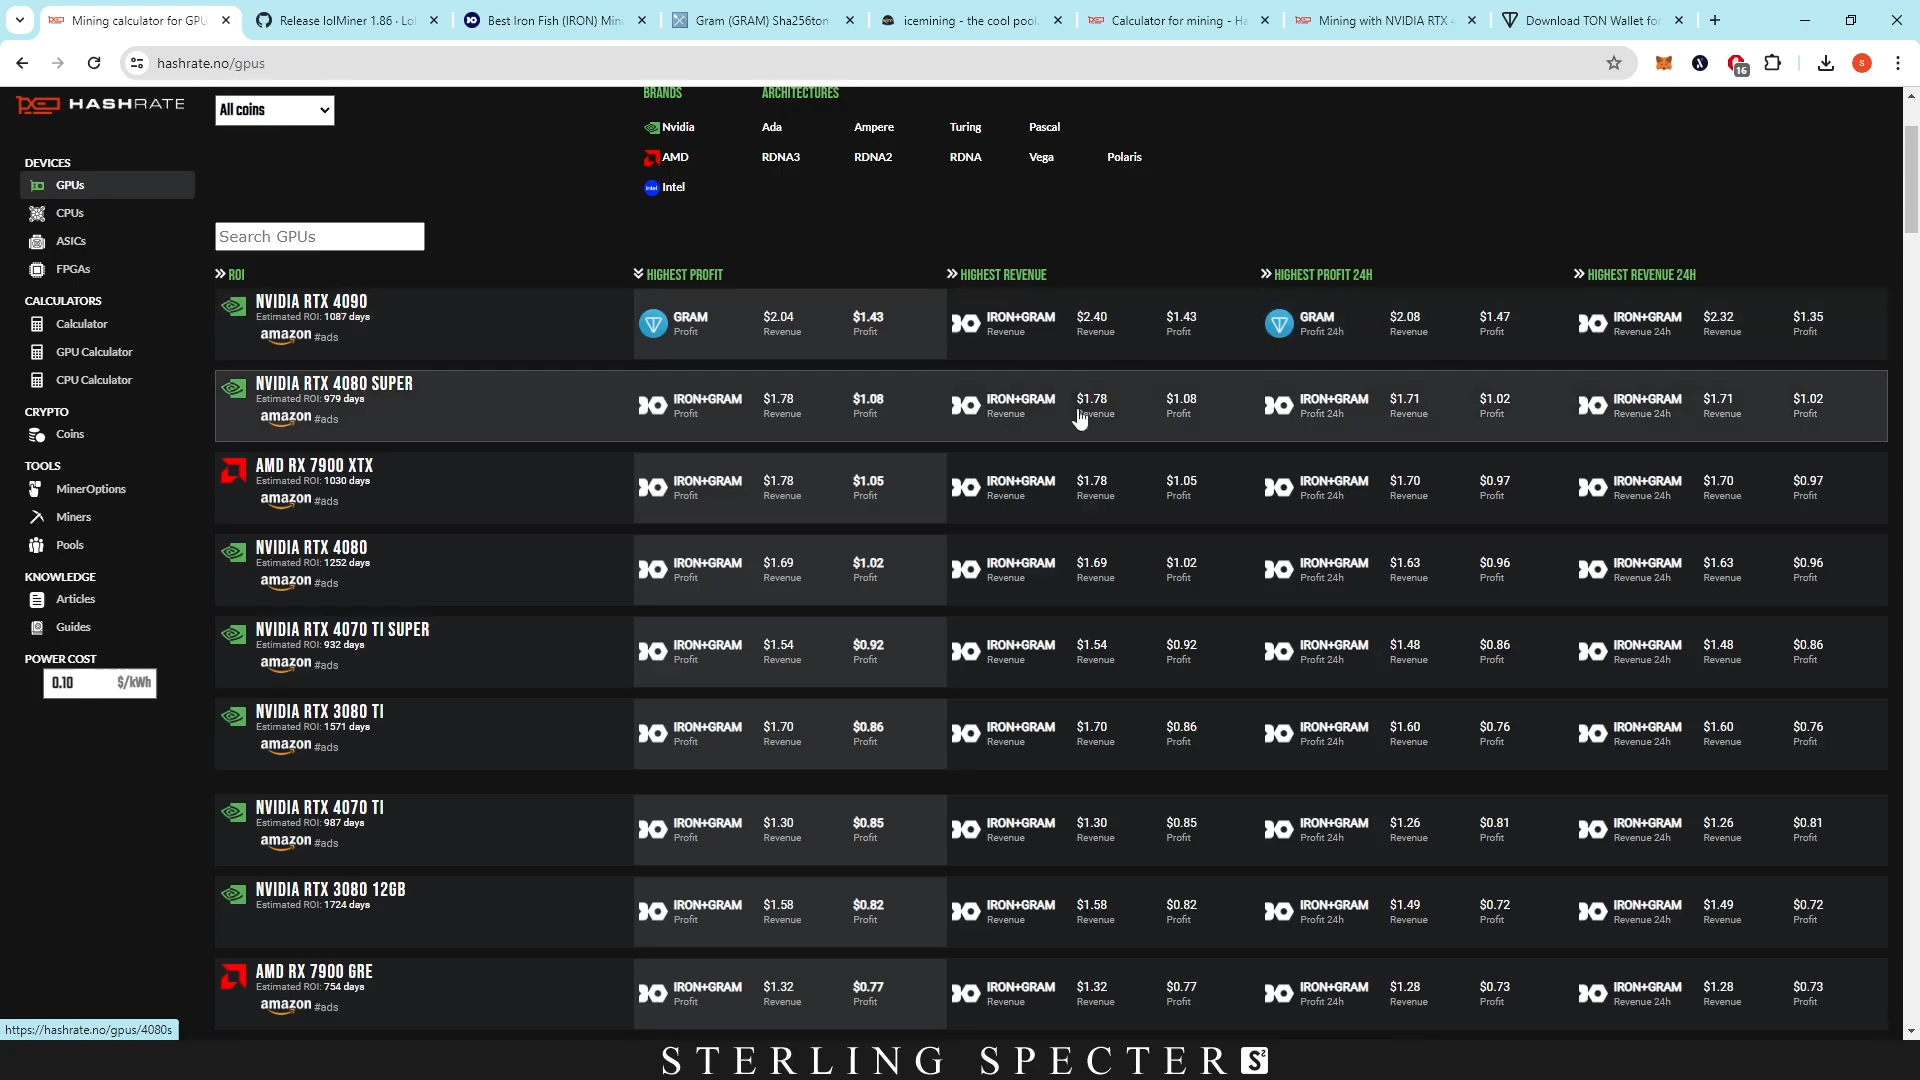 Mining calculator for GPU
Release lolMiner 1.86 · Lol
Best Iron Fish (IRON) Mini
Gram (GRAM) Sha256ton
icemining - the cool pool.
Calculator for mining - Ha
Mining with NVIDIA RTX 4
Download TON Wallet for
hashrate.no/gpus
16
S
HASHRATE
All coins
BRANDS ARCHITECTURES
Nvidia Ada Ampere Turing Pascal
AMD RDNA3 RDNA2 RDNA Vega Polaris
intel Intel
DEVICES
GPUs
CPUs
ASICs
FPGAs
CALCULATORS
Calculator
GPU Calculator
CPU Calculator
CRYPTO
Coins
TOOLS
MinerOptions
Miners
Pools
KNOWLEDGE
Articles
Guides
POWER COST
0.10 $/kWh
Search GPUs
ROI HIGHEST PROFIT HIGHEST REVENUE HIGHEST PROFIT 24H HIGHEST REVENUE 24H
NVIDIA RTX 4090
Estimated ROI: 1087 days
amazon #ads
GRAM $2.04 $1.43 IRON+GRAM $2.40 $1.43 GRAM $2.08 $1.47 IRON+GRAM $2.32 $1.35
Profit Revenue Profit Revenue Revenue Profit Profit 24h Revenue Profit Revenue 24h Revenue Profit
NVIDIA RTX 4080 SUPER
Estimated ROI: 979 days
amazon #ads
IRON+GRAM $1.78 $1.08 IRON+GRAM $1.78 $1.08 IRON+GRAM $1.71 $1.02 IRON+GRAM $1.71 $1.02
Profit Revenue Profit Revenue Revenue Profit Profit 24h Revenue Profit Revenue 24h Revenue Profit
AMD RX 7900 XTX
Estimated ROI: 1030 days
amazon #ads
IRON+GRAM $1.78 $1.05 IRON+GRAM $1.78 $1.05 IRON+GRAM $1.70 $0.97 IRON+GRAM $1.70 $0.97
Profit Revenue Profit Revenue Revenue Profit Profit 24h Revenue Profit Revenue 24h Revenue Profit
NVIDIA RTX 4080
Estimated ROI: 1252 days
amazon #ads
IRON+GRAM $1.69 $1.02 IRON+GRAM $1.69 $1.02 IRON+GRAM $1.63 $0.96 IRON+GRAM $1.63 $0.96
Profit Revenue Profit Revenue Revenue Profit Profit 24h Revenue Profit Revenue 24h Revenue Profit
NVIDIA RTX 4070 TI SUPER
Estimated ROI: 932 days
amazon #ads
IRON+GRAM $1.54 $0.92 IRON+GRAM $1.54 $0.92 IRON+GRAM $1.48 $0.86 IRON+GRAM $1.48 $0.86
Profit Revenue Profit Revenue Revenue Profit Profit 24h Revenue Profit Revenue 24h Revenue Profit
NVIDIA RTX 3080 TI
Estimated ROI: 1571 days
amazon #ads
IRON+GRAM $1.70 $0.86 IRON+GRAM $1.70 $0.86 IRON+GRAM $1.60 $0.76 IRON+GRAM $1.60 $0.76
Profit Revenue Profit Revenue Revenue Profit Profit 24h Revenue Profit Revenue 24h Revenue Profit
NVIDIA RTX 4070 TI
Estimated ROI: 987 days
amazon #ads
IRON+GRAM $1.30 $0.85 IRON+GRAM $1.30 $0.85 IRON+GRAM $1.26 $0.81 IRON+GRAM $1.26 $0.81
Profit Revenue Profit Revenue Revenue Profit Profit 24h Revenue Profit Revenue 24h Revenue Profit
NVIDIA RTX 3080 12GB
Estimated ROI: 1724 days
IRON+GRAM $1.58 $0.82 IRON+GRAM $1.58 $0.82 IRON+GRAM $1.49 $0.72 IRON+GRAM $1.49 $0.72
Profit Revenue Profit Revenue Revenue Profit Profit 24h Revenue Profit Revenue 24h Revenue Profit
AMD RX 7900 GRE
Estimated ROI: 754 days
amazon #ads
IRON+GRAM $1.32 $0.77 IRON+GRAM $1.32 $0.77 IRON+GRAM $1.28 $0.73 IRON+GRAM $1.28 $0.73
Profit Revenue Profit Revenue Revenue Profit Profit 24h Revenue Profit Revenue 24h Revenue Profit
https://hashrate.no/gpus/4080s
STERLING SPECTER S²